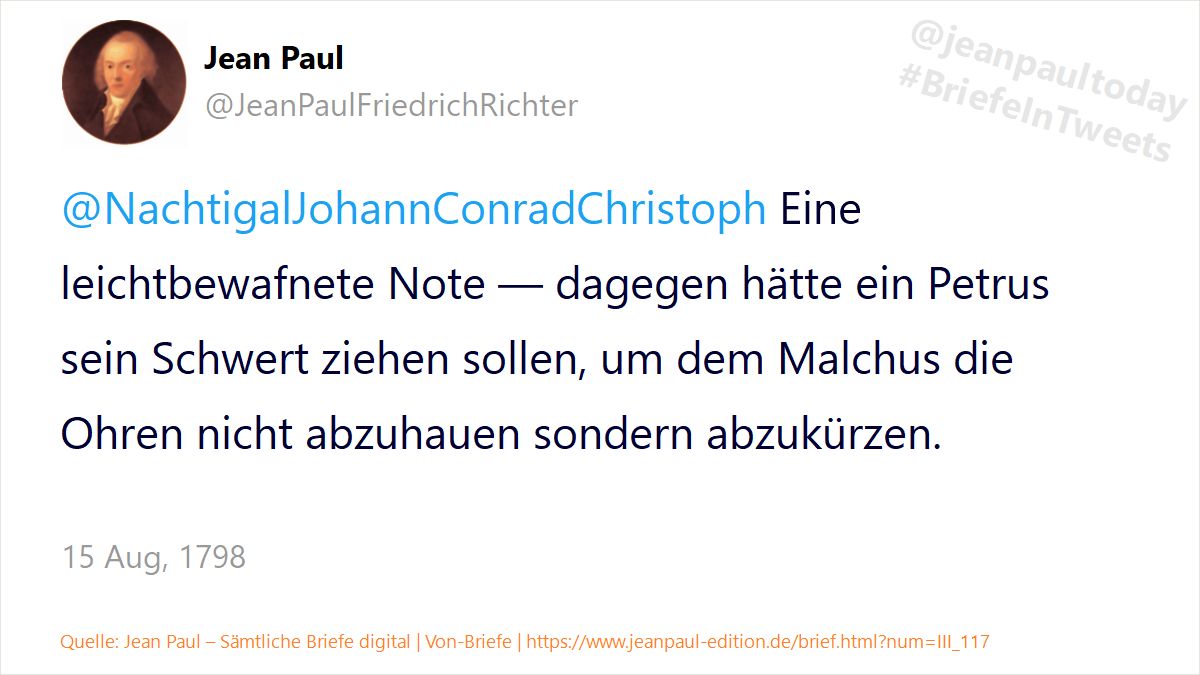 Jean Paul
@JeanPaulFriedrichRichter
@jeanpaultoday
#BriefeInTweets
@NachtigalJohannConradChristoph Eine
leichtbewafnete Note — dagegen hätte ein Petrus
sein Schwert ziehen sollen, um dem Malchus die
Ohren nicht abzuhauen sondern abzukürzen.
15 Aug, 1798
Quelle: Jean Paul – Sämtliche Briefe digital | Von-Briefe | https://www.jeanpaul-edition.de/brief.html?num=III_117